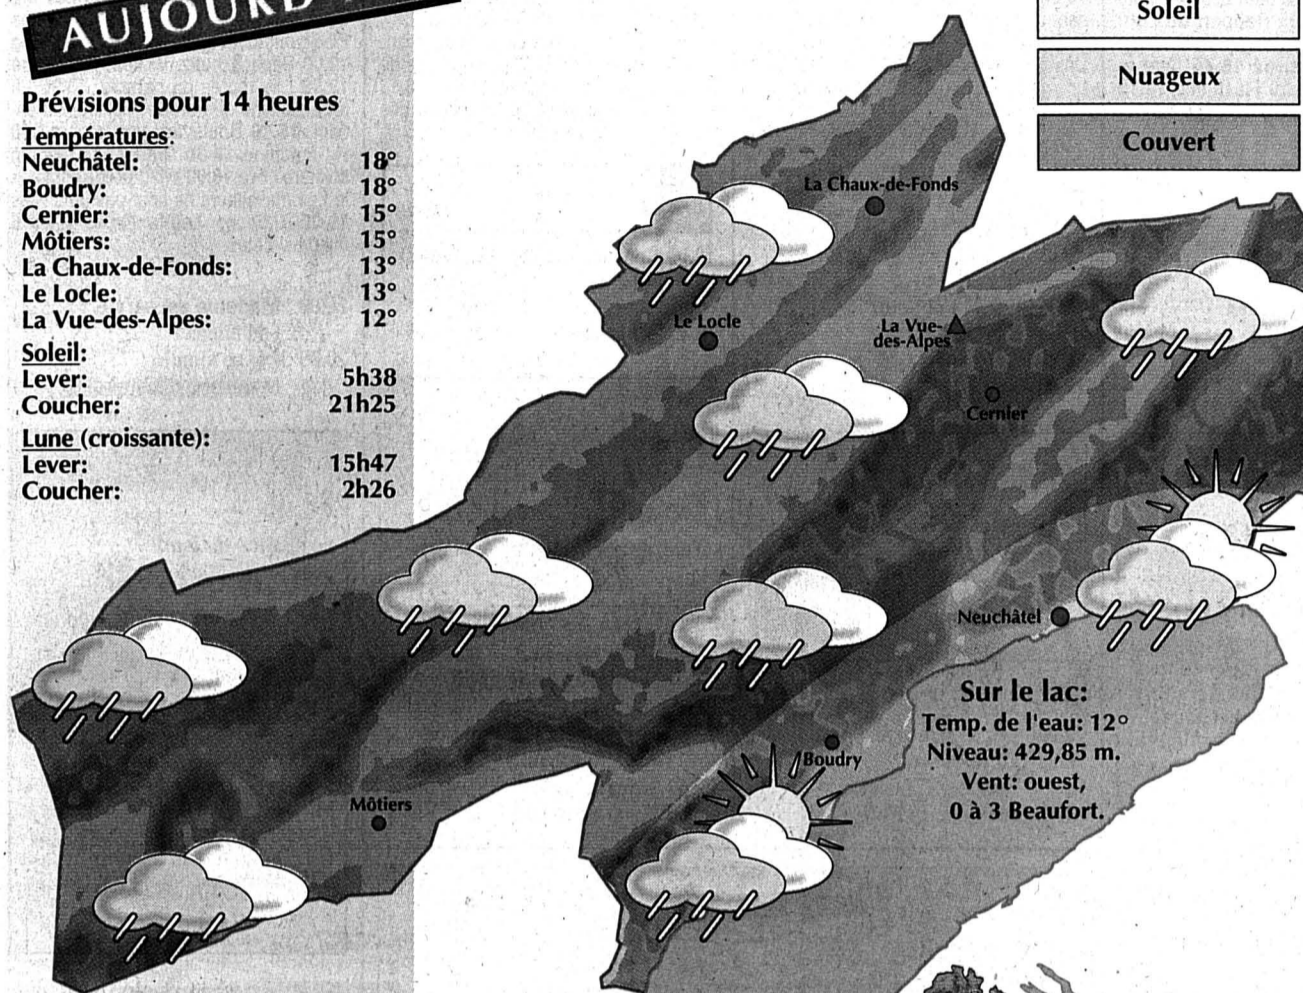 Prévisions pour 14 heures
Températures:
Neuchâtel: 18°
Boudry: 18°
Cernier: 15°
Môtiers: 15°
La Chaux-de-Fonds: 13°
Le Locle: 13°
La Vue-des-Alpes: 12°
Soleil:
Lever: 5h38
Coucher: 21h25
Lune (croissante):
Lever: 15h47
Coucher: 2h26
Soleil
Nuageux
Couvert
La Chaux-de-Fonds
Le Locle
La Vue-
des-Alpes
Cernier
Neuchâtel
Boudry
Môtiers
Sur le lac:
Temp. de l'eau: 12°
Niveau: 429,85 m.
Vent: ouest,
0 à 3 Beaufort.